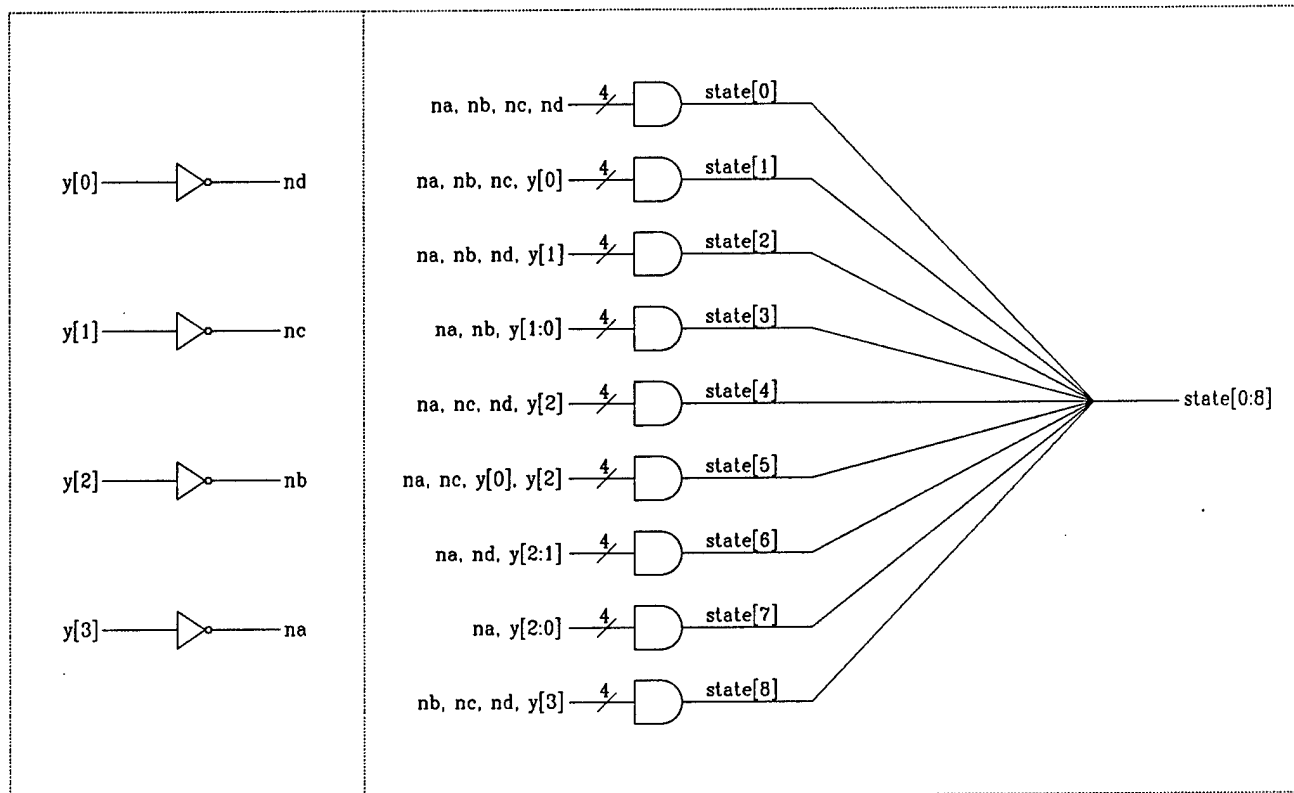 na, nb, nc, nd 4 state[0]
y[0] nd
na, nb, nc, y[0] 4 state[1]
na, nb, nd, y[1] 4 state[2]
y[1] nc
na, nb, y[1:0] 4 state[3]
na, nc, nd, y[2] 4 state[4]
state[0:8]
y[2] nb
na, nc, y[0], y[2] 4 state[5]
na, nd, y[2:1] 4 state[6]
y[3] na
na, y[2:0] 4 state[7]
nb, nc, nd, y[3] 4 state[8]